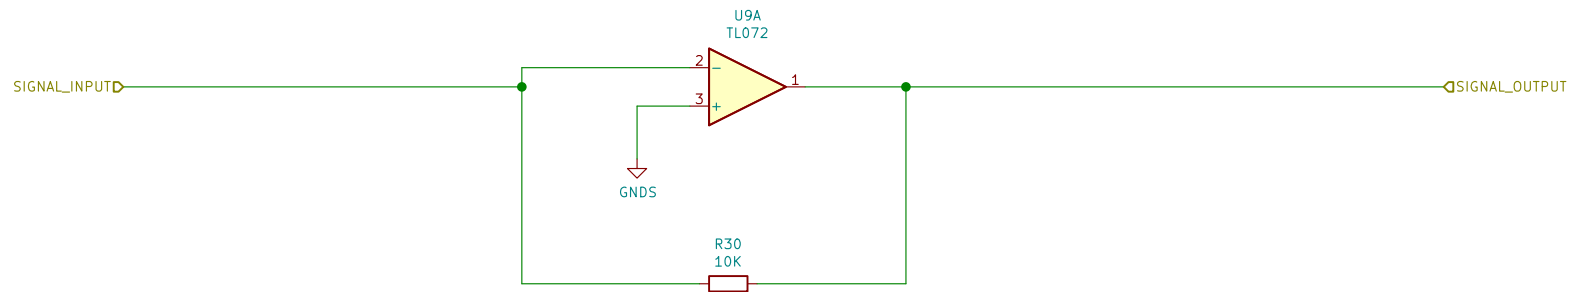 U9A
TL072
SIGNAL_INPUT
2
−
1
3
+
SIGNAL_OUTPUT
GNDS
R30
10K